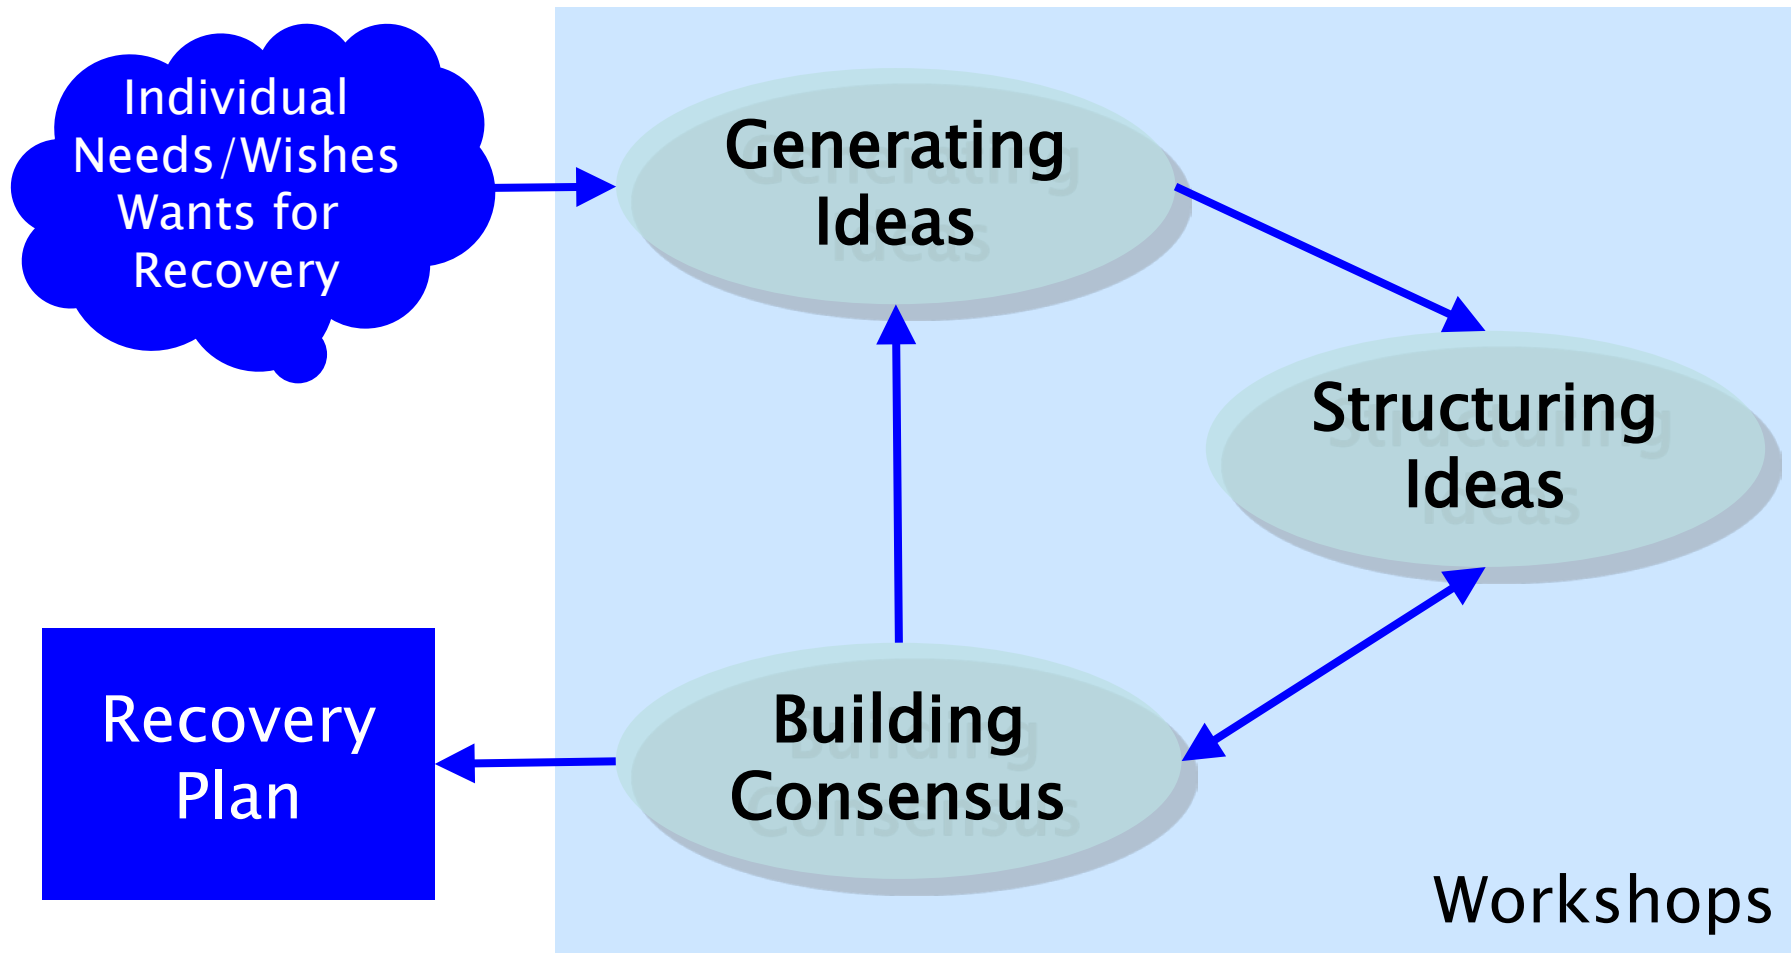 Individual
Needs/Wishes
Wants for
Recovery
Generating
Ideas
Structuring
Ideas
Building
Consensus
Recovery
Plan
Workshops